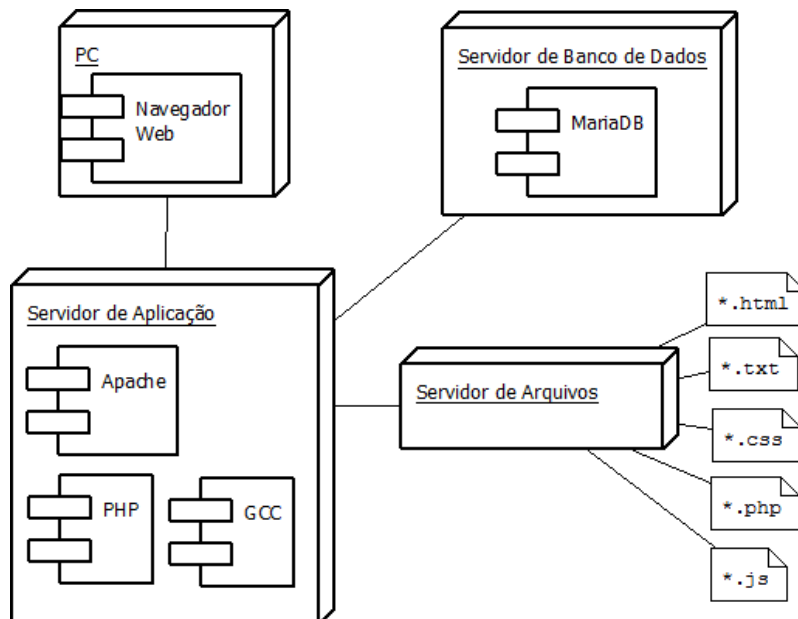 PC
Navegador
Web
Servidor de Banco de Dados
MariaDB
Servidor de Aplicação
Apache
PHP
GCC
Servidor de Arquivos
*.html
*.txt
*.css
*.php
*.js